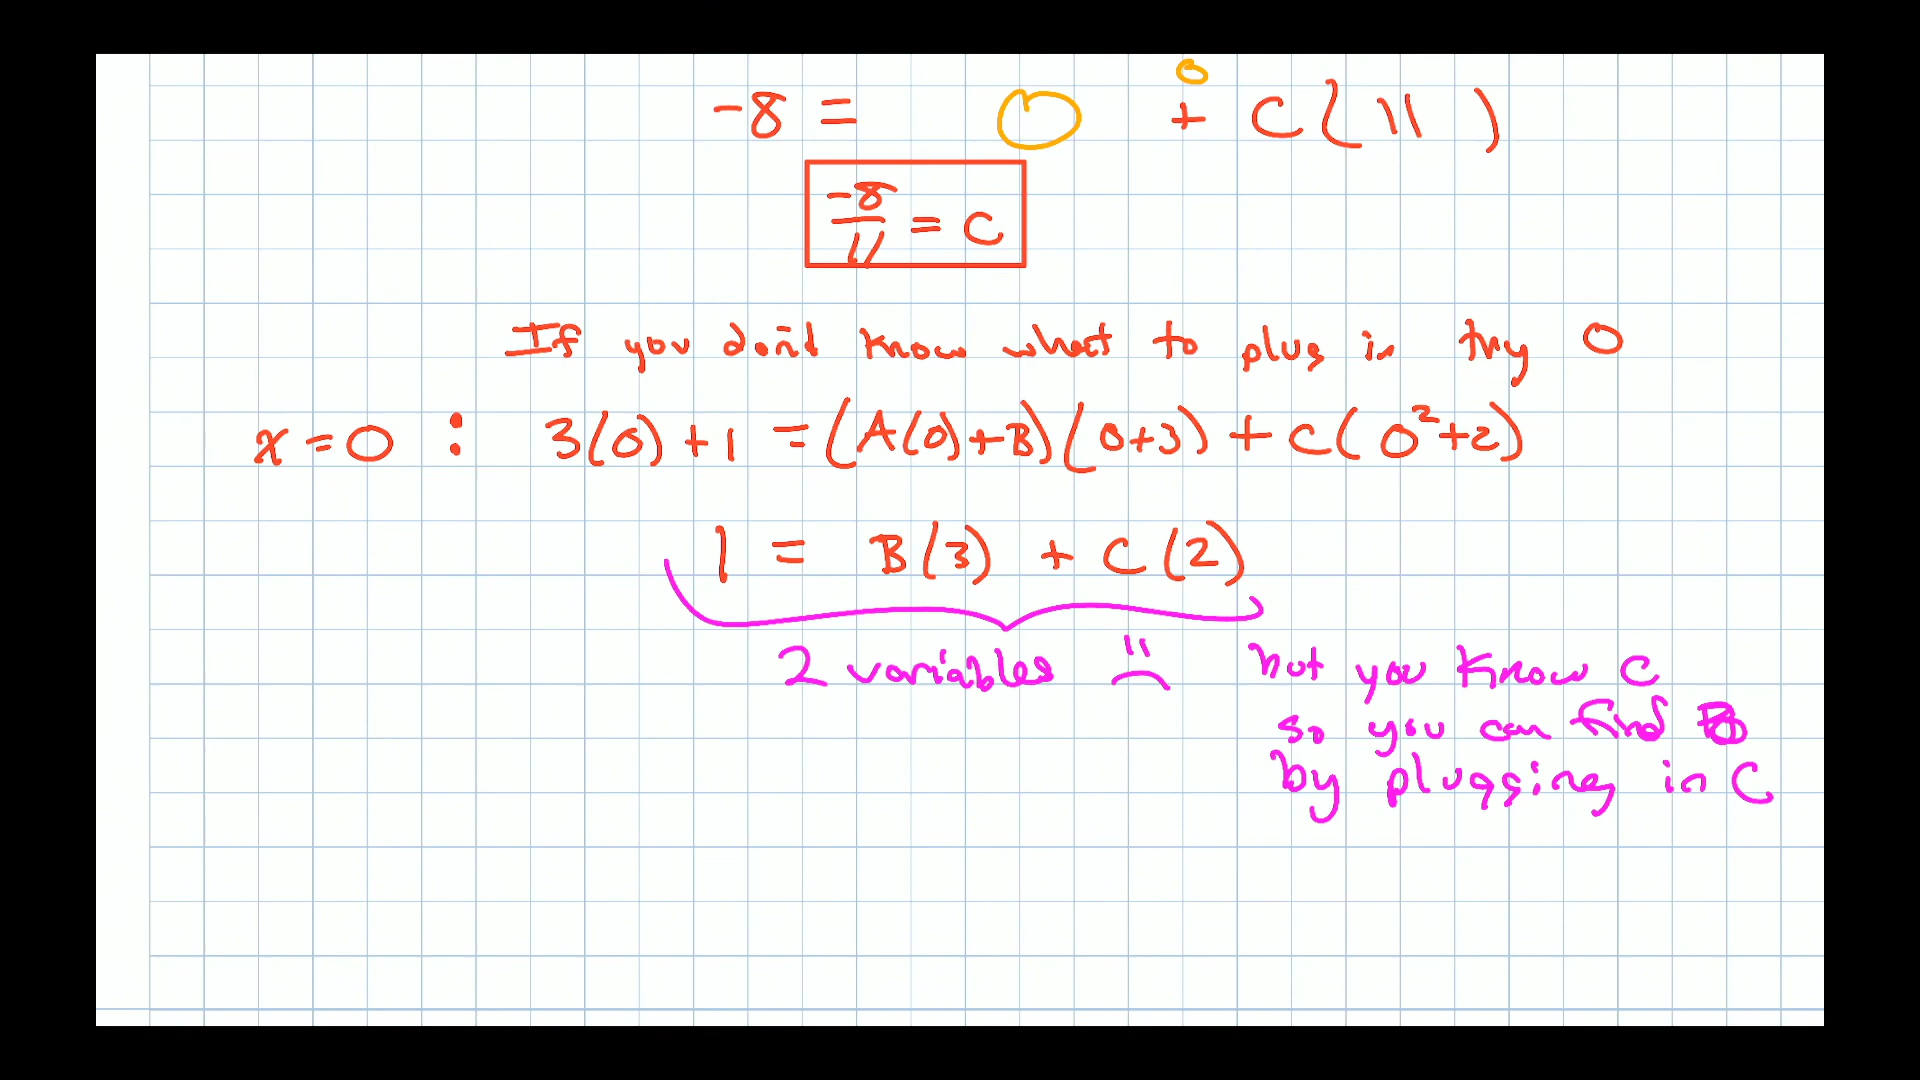 -8 = 0 + C(11)
0
-8/11 = C
If you don't know what to plug in try 0
x=0 : 3(0)+1 = (A(0)+B)(0+3)+C(0²+2)
1 = B(3) + C(2)
2 variables but you know C
so you can find B
by plugging in C